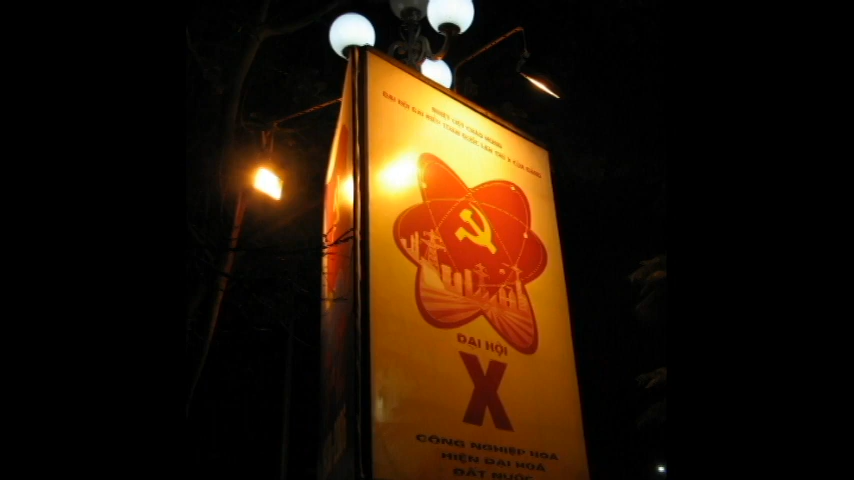 NHIỆT LIỆT CHÀO MỪNG
ĐẠI HỘI ĐẠI BIỂU TOÀN QUỐC LẦN THỨ X CỦA ĐẢNG
ĐẠI HỘI
X
CÔNG NGHIỆP HOÁ
HIỆN ĐẠI HOÁ
ĐẤT NƯỚC